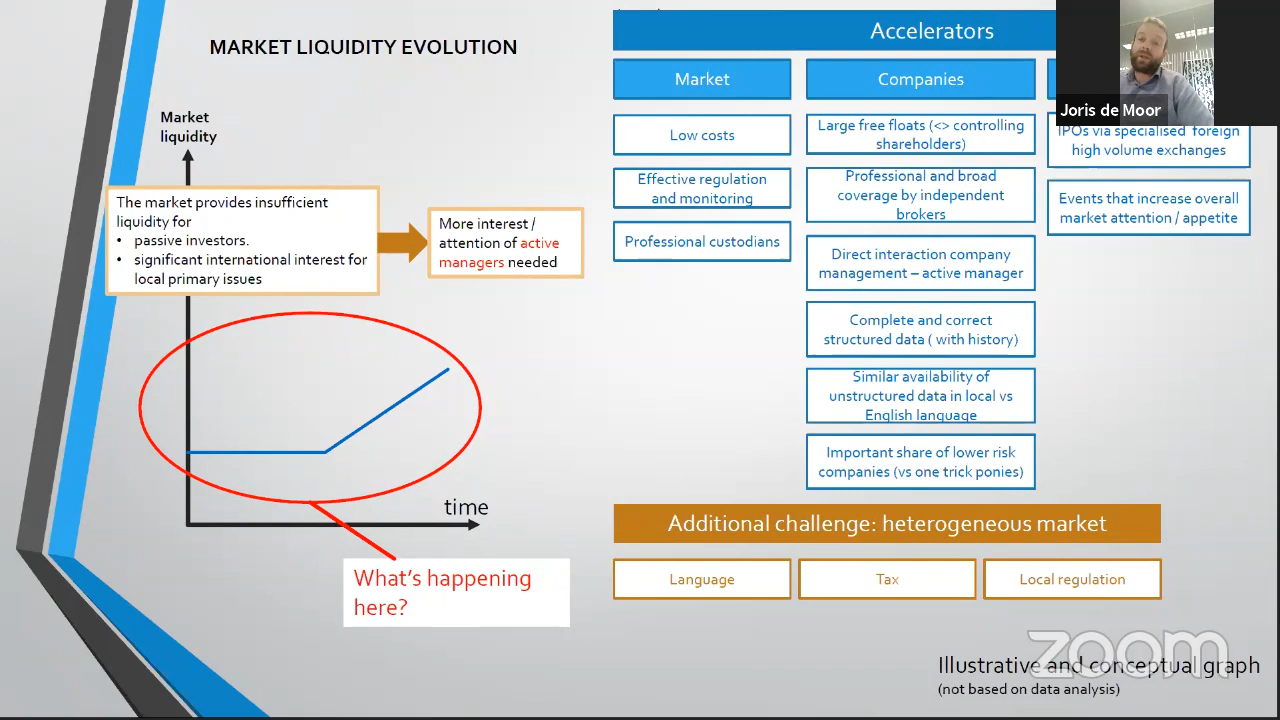 MARKET LIQUIDITY EVOLUTION
Market
liquidity
The market provides insufficient
liquidity for
• passive investors.
• significant international interest for
local primary issues
More interest /
attention of active
managers needed
time
What's happening
here?
Accelerators
Market
Low costs
Effective regulation
and monitoring
Professional custodians
Companies
Large free floats (<> controlling
shareholders)
Professional and broad
coverage by independent
brokers
Direct interaction company
management – active manager
Complete and correct
structured data ( with history)
Similar availability of
unstructured data in local vs
English language
Important share of lower risk
companies (vs one trick ponies)
Joris de Moor
IPOs via specialised foreign
high volume exchanges
Events that increase overall
market attention / appetite
Additional challenge: heterogeneous market
Language
Tax
Local regulation
zoom
Illustrative and conceptual graph
(not based on data analysis)